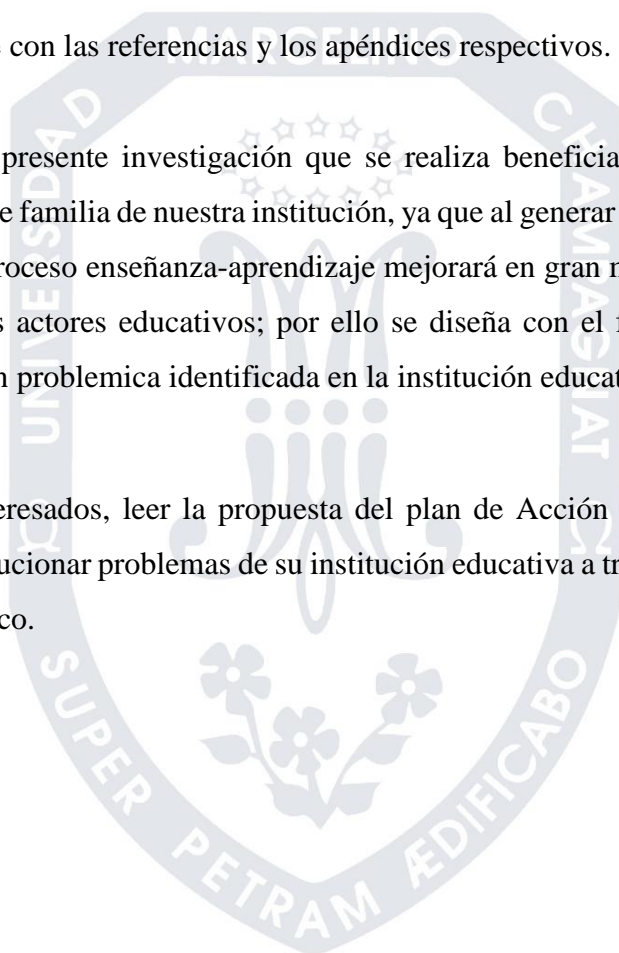 con las referencias y los apéndices respectivos.
presente investigación que se realiza beneficia
e familia de nuestra institución, ya que al generar
roceso enseñanza-aprendizaje mejorará en gran
s actores educativos; por ello se diseña con el
n problemica identificada en la institución
eresados, leer la propuesta del plan de Acción
ucionar problemas de su institución educativa a
co.
UNIVERSIDAD MARCELINO CHAMPAGNAT
SUPER PETRAM ÆDIFICABO